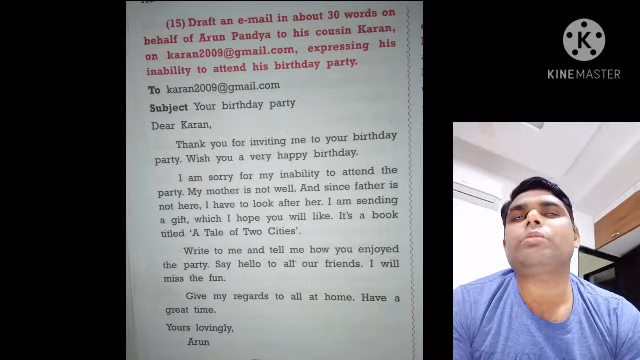 (15) Draft an e-mail in about 30 words on
behalf of Arun Pandya to his cousin Karan,
on karan2009@gmail.com, expressing his
inability to attend his birthday party.
To karan2009@gmail.com
Subject Your birthday party
Dear Karan,
Thank you for inviting me to your birthday
party. Wish you a very happy birthday.
I am sorry for my inability to attend the
party. My mother is not well. And since father is
not here, I have to look after her. I am sending
a gift, which I hope you will like. It's a book
titled 'A Tale of Two Cities'.
Write to me and tell me how you enjoyed
the party. Say hello to all our friends. I will
miss the fun.
Give my regards to all at home. Have a
great time.
Yours lovingly,
Arun
K
KINEMASTER